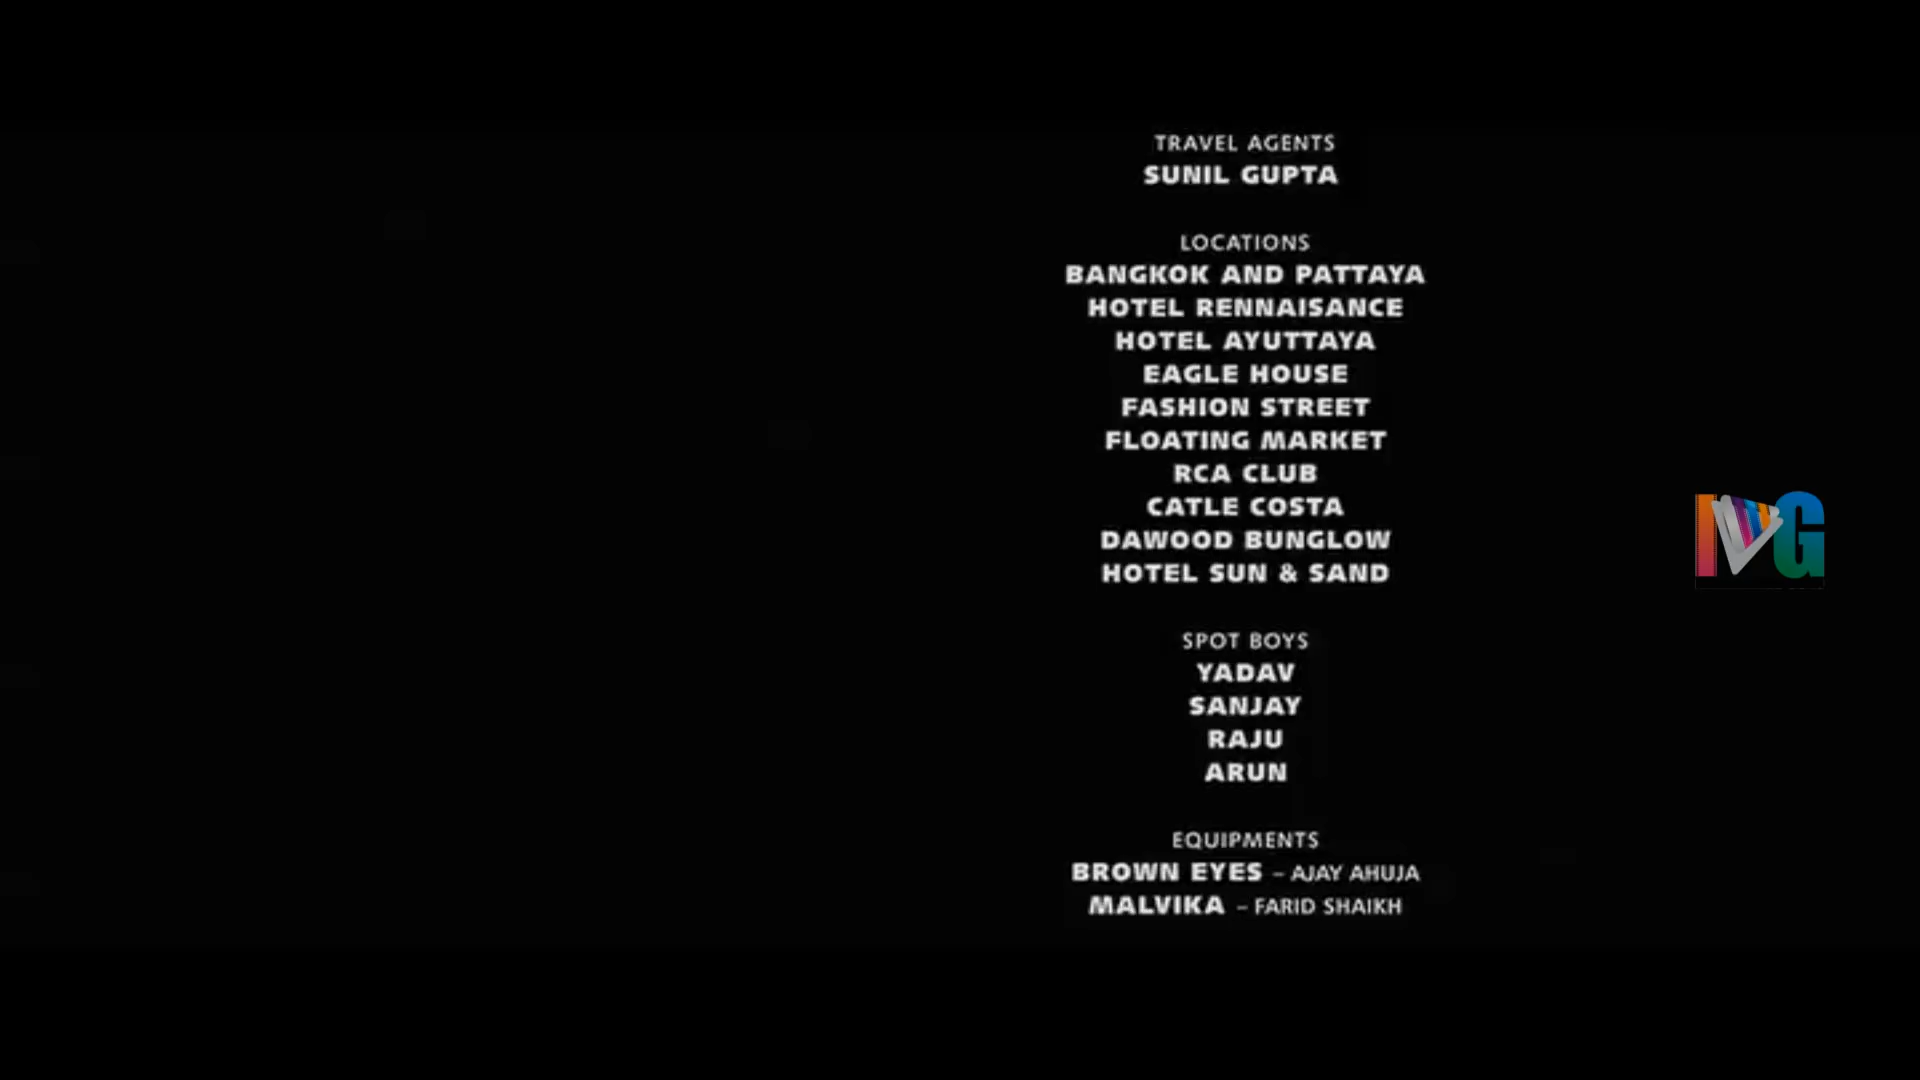 TRAVEL AGENTS
SUNIL GUPTA
LOCATIONS
BANGKOK AND PATTAYA
HOTEL RENNAISANCE
HOTEL AYUTTAYA
EAGLE HOUSE
FASHION STREET
FLOATING MARKET
RCA CLUB
CATLE COSTA
DAWOOD BUNGLOW
HOTEL SUN & SAND
SPOT BOYS
YADAV
SANJAY
RAJU
ARUN
EQUIPMENTS
BROWN EYES – AJAY AHUJA
MALVIKA – FARID SHAIKH